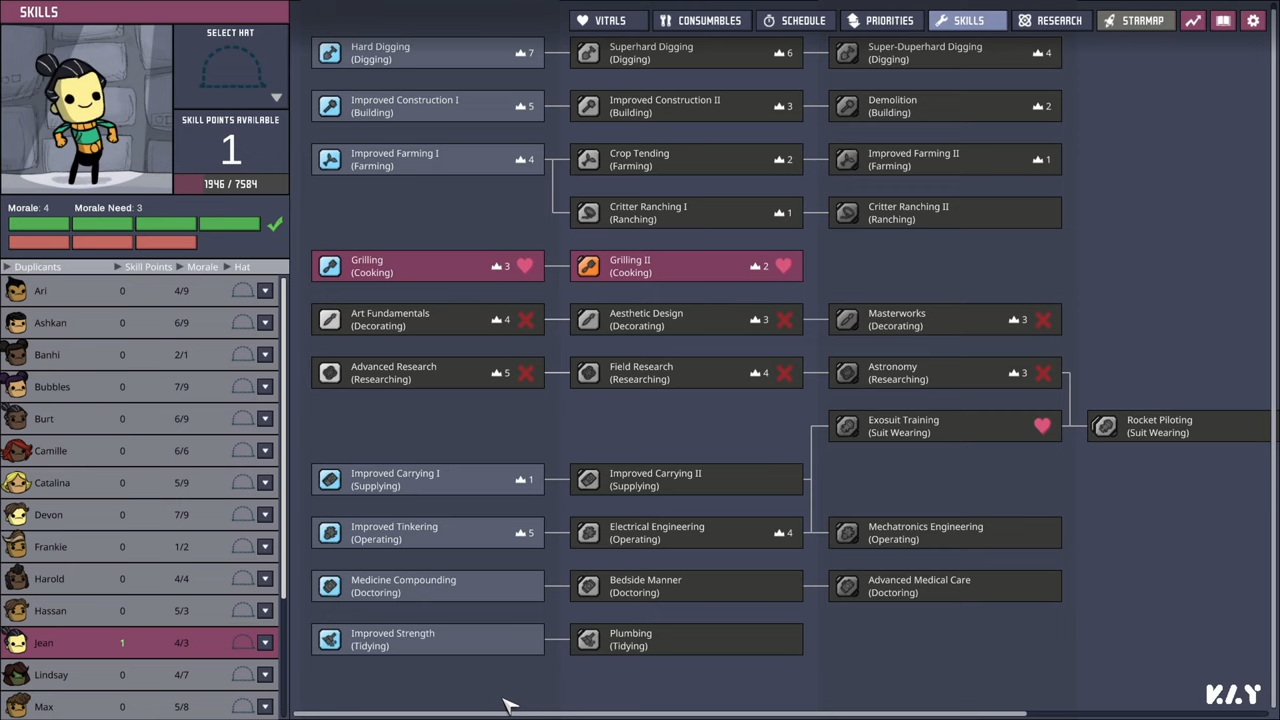 SKILLS
VITALS
CONSUMABLES
SCHEDULE
PRIORITIES
SKILLS
RESEARCH
STARMAP
SELECT HAT
SKILL POINTS AVAILABLE
1
1946 / 7584
Morale: 4
Morale Need: 3
Duplicants
Skill Points
Morale
Hat
Ari 0 4/9
Ashkan 0 6/9
Banhi 0 2/1
Bubbles 0 7/9
Burt 0 6/9
Camille 0 6/6
Catalina 0 5/9
Devon 0 7/9
Frankie 0 1/2
Harold 0 4/4
Hassan 0 5/3
Jean 1 4/3
Lindsay 0 4/7
Max 0 5/8
Hard Digging
(Digging)
7
Superhard Digging
(Digging)
6
Super-Duperhard Digging
(Digging)
4
Improved Construction I
(Building)
5
Improved Construction II
(Building)
3
Demolition
(Building)
2
Improved Farming I
(Farming)
4
Crop Tending
(Farming)
2
Improved Farming II
(Farming)
1
Critter Ranching I
(Ranching)
1
Critter Ranching II
(Ranching)
Grilling
(Cooking)
3
Grilling II
(Cooking)
2
Art Fundamentals
(Decorating)
4
Aesthetic Design
(Decorating)
3
Masterworks
(Decorating)
3
Advanced Research
(Researching)
5
Field Research
(Researching)
4
Astronomy
(Researching)
3
Exosuit Training
(Suit Wearing)
Rocket Piloting
(Suit Wearing)
Improved Carrying I
(Supplying)
1
Improved Carrying II
(Supplying)
Improved Tinkering
(Operating)
5
Electrical Engineering
(Operating)
4
Mechatronics Engineering
(Operating)
Medicine Compounding
(Doctoring)
Bedside Manner
(Doctoring)
Advanced Medical Care
(Doctoring)
Improved Strength
(Tidying)
Plumbing
(Tidying)
K.I.Y